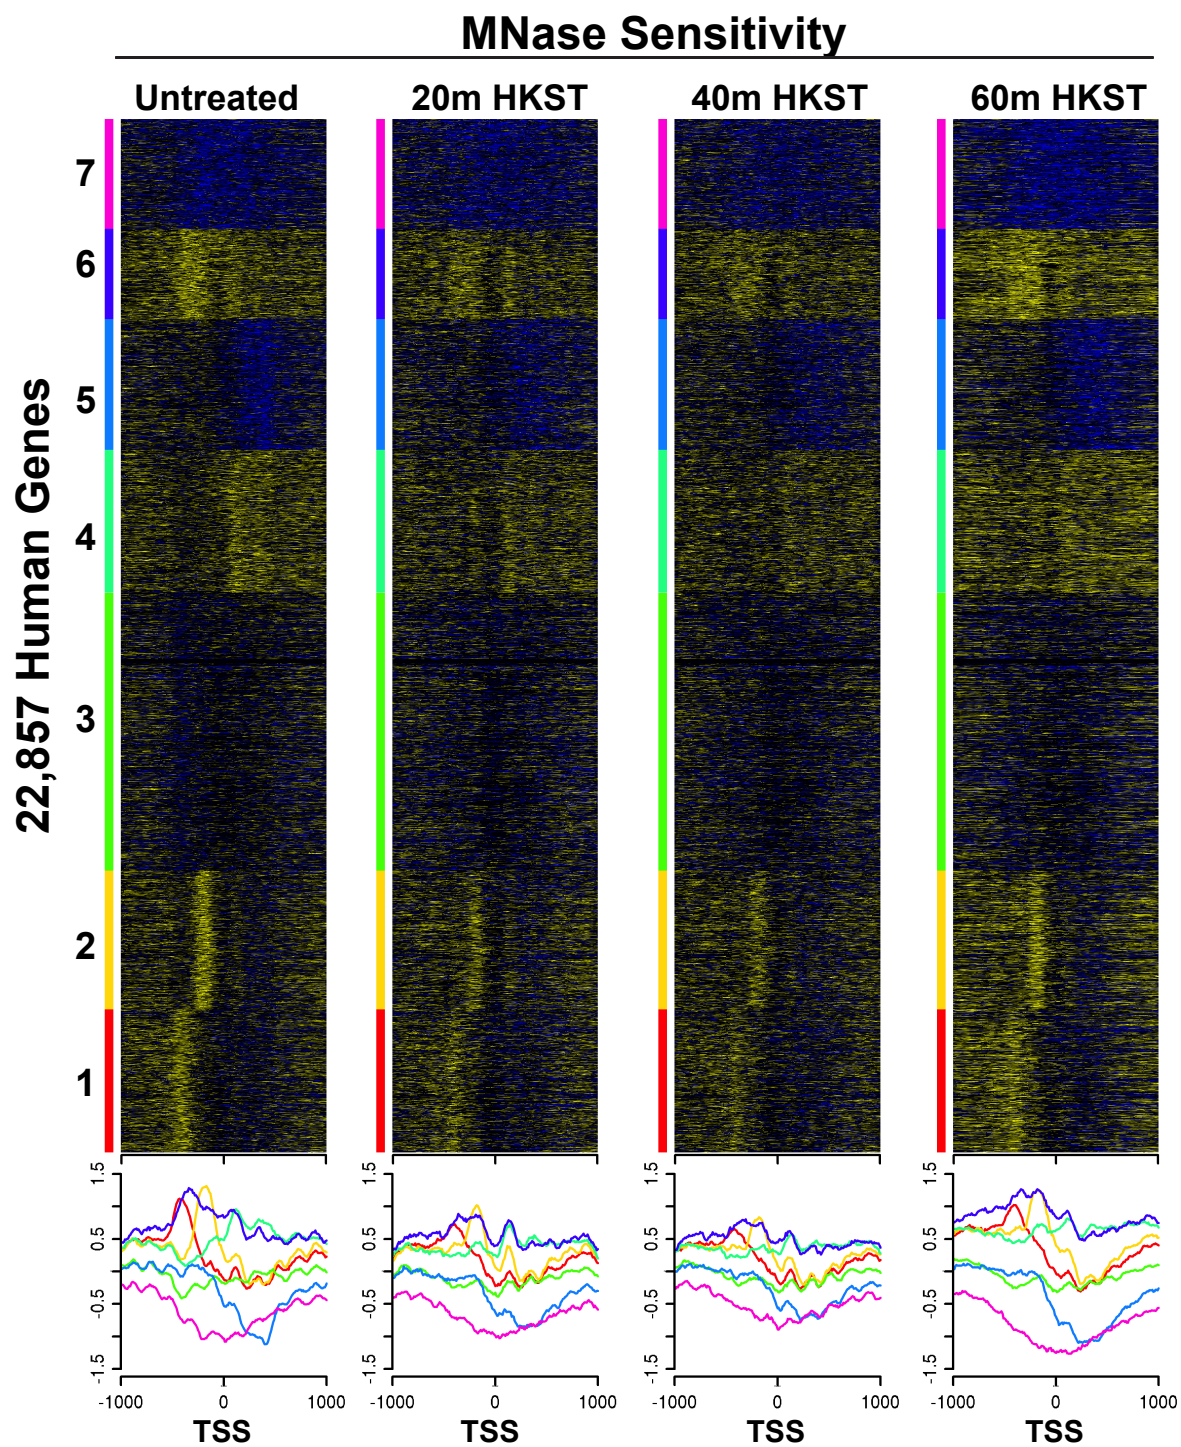 MNase Sensitivity
Untreated 20m HKST 40m HKST 60m HKST
22,857 Human Genes
7
6
5
4
3
2
1
1.5 1.5 1.5 1.5
0.5 0.5 0.5 0.5
-0.5 -0.5 -0.5 -0.5
-1.5 -1.5 -1.5 -1.5
-1000 0 1000 -1000 0 1000 -1000 0 1000 -1000 0 1000
TSS TSS TSS TSS